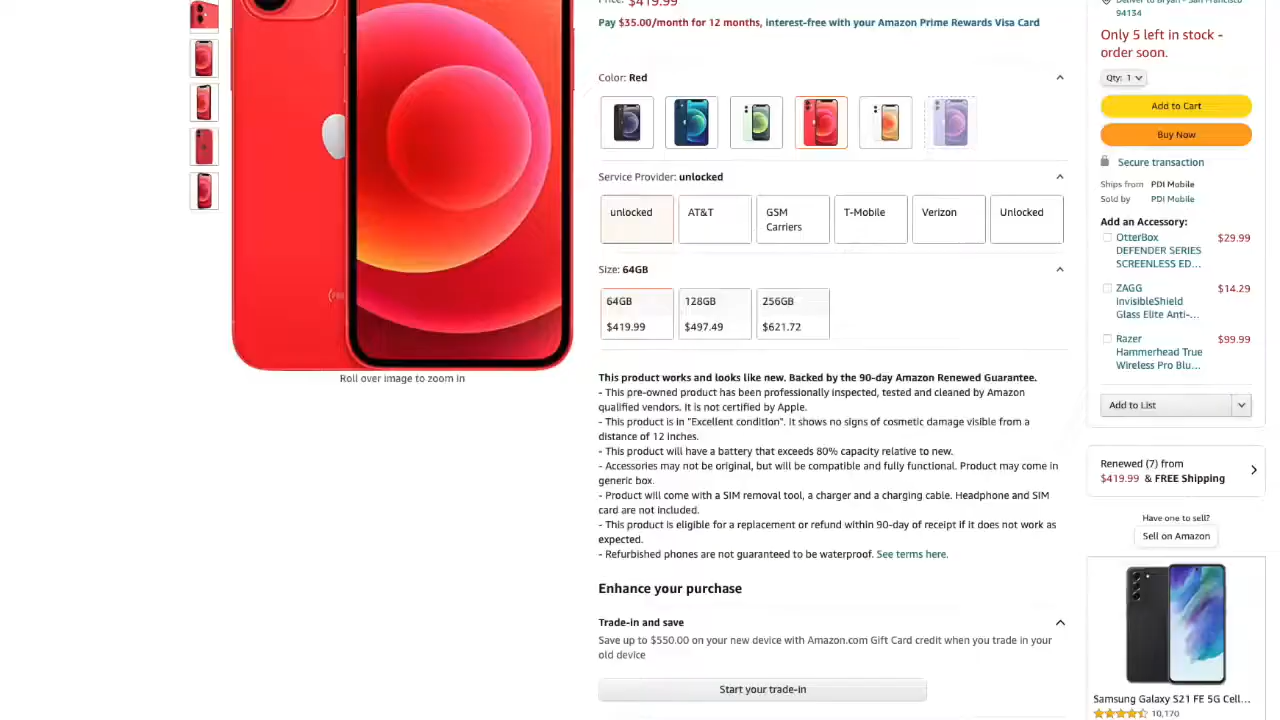 Price: $419.99
Pay $35.00/month for 12 months, interest-free with your Amazon Prime Rewards Visa Card
Color: Red
Service Provider: unlocked
unlocked
AT&T
GSM
Carriers
T-Mobile
Verizon
Unlocked
Size: 64GB
64GB
$419.99
128GB
$497.49
256GB
$621.72
Roll over image to zoom in
This product works and looks like new. Backed by the 90-day Amazon Renewed Guarantee.
- This pre-owned product has been professionally inspected, tested and cleaned by Amazon
qualified vendors. It is not certified by Apple.
- This product is in "Excellent condition". It shows no signs of cosmetic damage visible from a
distance of 12 inches.
- This product will have a battery that exceeds 80% capacity relative to new.
- Accessories may not be original, but will be compatible and fully functional. Product may come in
generic box.
- Product will come with a SIM removal tool, a charger and a charging cable. Headphone and SIM
card are not included.
- This product is eligible for a replacement or refund within 90-day of receipt if it does not work as
expected.
- Refurbished phones are not guaranteed to be waterproof. See terms here.
Enhance your purchase
Trade-in and save
Save up to $550.00 on your new device with Amazon.com Gift Card credit when you trade in your
old device
Start your trade-in
Deliver to Bryan - San Francisco
94134
Only 5 left in stock -
order soon.
Qty: 1
Add to Cart
Buy Now
Secure transaction
Ships from PDI Mobile
Sold by PDI Mobile
Add an Accessory:
OtterBox $29.99
DEFENDER SERIES
SCREENLESS ED...
ZAGG $14.29
InvisibleShield
Glass Elite Anti-...
Razer $99.99
Hammerhead True
Wireless Pro Blu...
Add to List
Renewed (7) from
$419.99 & FREE Shipping
Have one to sell?
Sell on Amazon
Samsung Galaxy S21 FE 5G Cell...
10,170